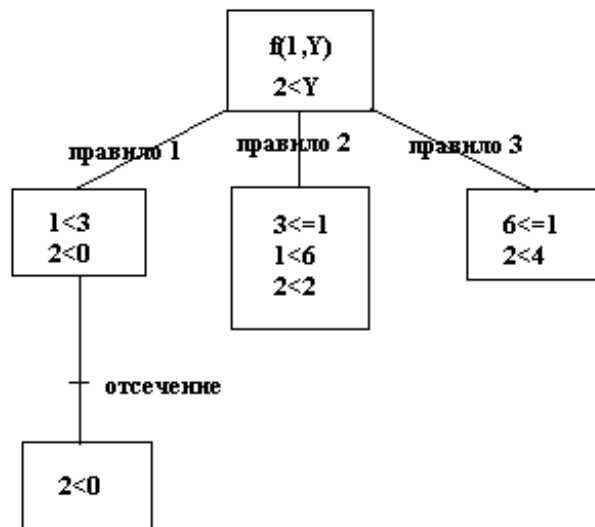 f(1,Y)
2<Y
правило 1
правило 2
правило 3
1<3
2<0
3<=1
1<6
2<2
6<=1
2<4
отсечение
2<0